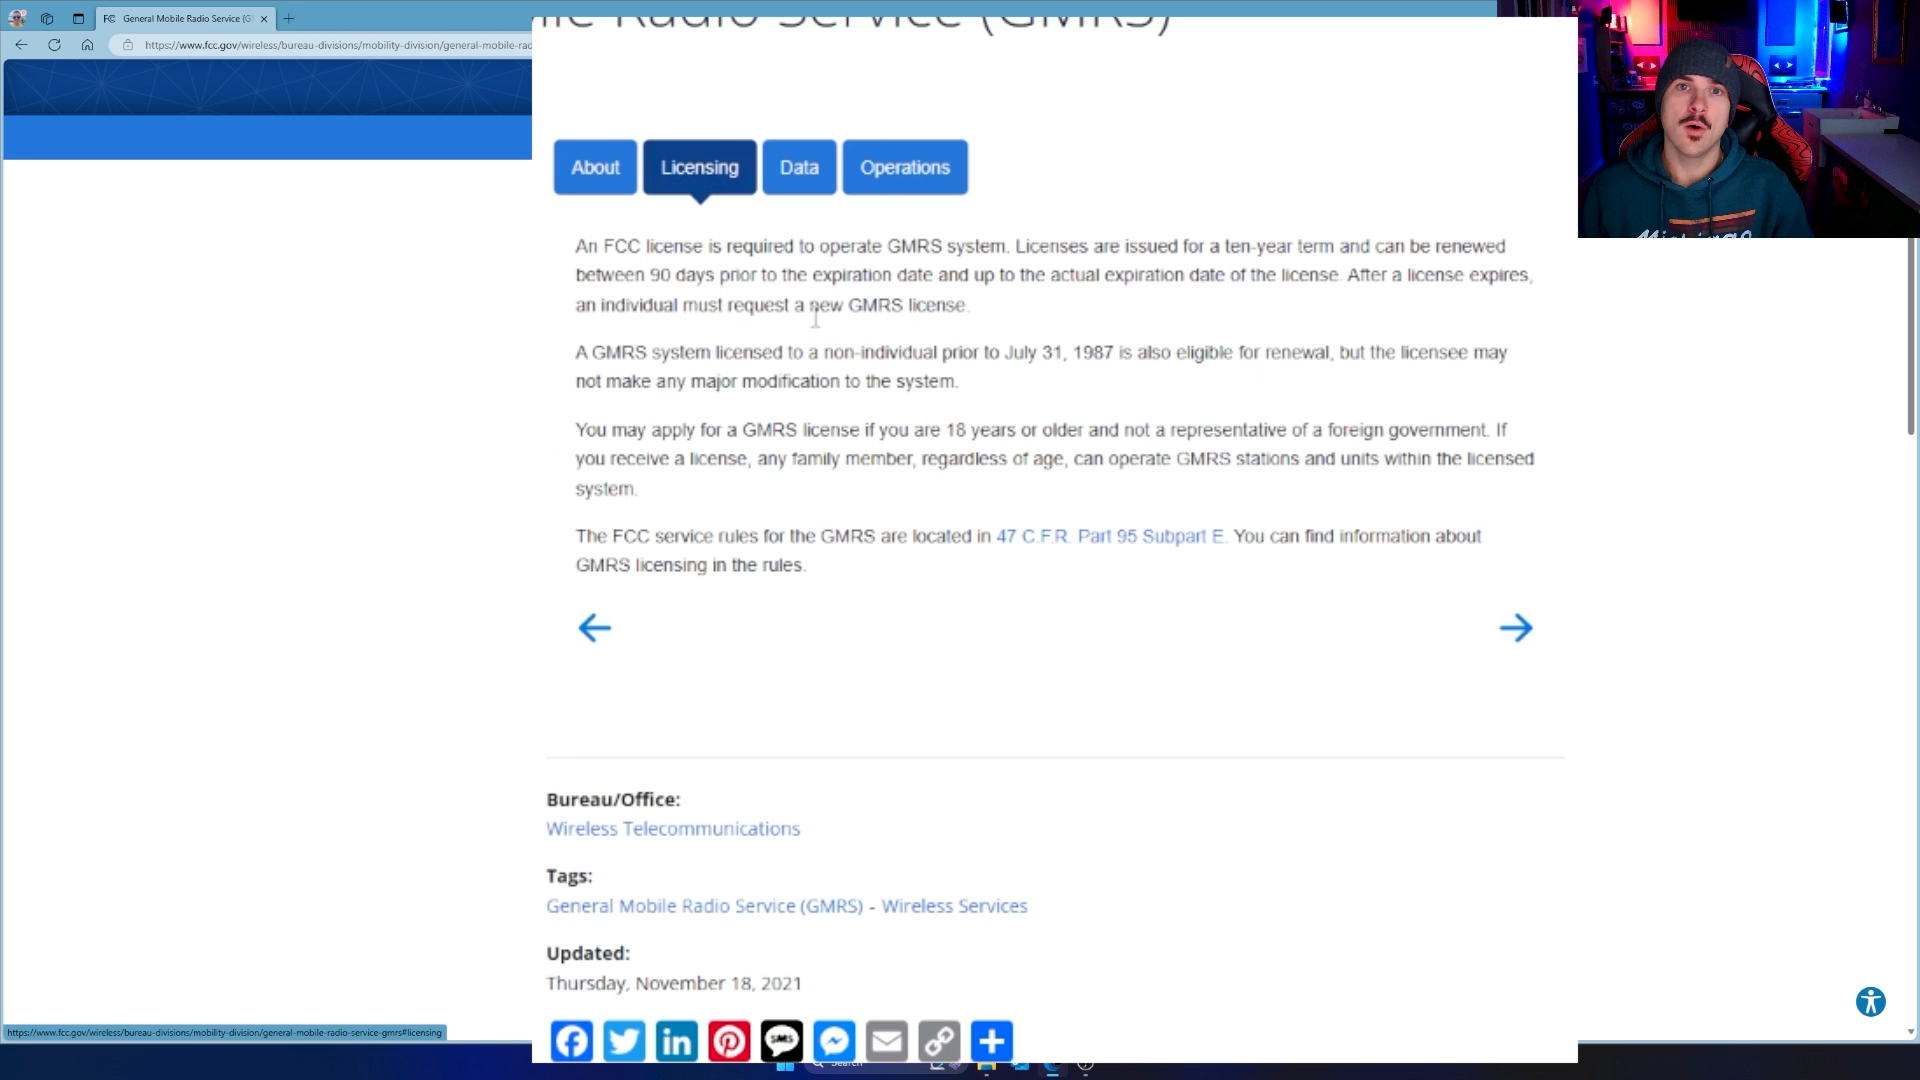 General Mobile Radio Service (G
https://www.fcc.gov/wireless/bureau-divisions/mobility-division/general-mobile-rad
Radio Service (GMRS)
About
Licensing
Data
Operations
An FCC license is required to operate GMRS system. Licenses are issued for a ten-year term and can be renewed
between 90 days prior to the expiration date and up to the actual expiration date of the license. After a license expires,
an individual must request a new GMRS license.
A GMRS system licensed to a non-individual prior to July 31, 1987 is also eligible for renewal, but the licensee may
not make any major modification to the system.
You may apply for a GMRS license if you are 18 years or older and not a representative of a foreign government. If
you receive a license, any family member, regardless of age, can operate GMRS stations and units within the licensed
system.
The FCC service rules for the GMRS are located in 47 C.F.R. Part 95 Subpart E. You can find information about
GMRS licensing in the rules.
Bureau/Office:
Wireless Telecommunications
Tags:
General Mobile Radio Service (GMRS) - Wireless Services
Updated:
Thursday, November 18, 2021
https://www.fcc.gov/wireless/bureau-divisions/mobility-division/general-mobile-radio-service-gmrs#licensing
SMS
Search